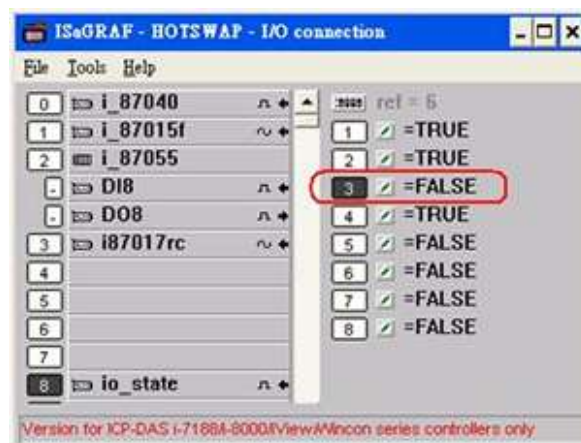 ISaGRAF - HOTSWAP - I/O connection
File Tools Help
0 i_87040
1 i_87015f
2 i_87055
- DI8
- DO8
3 i87017rc
4
5
6
7
8 io_state
ref = 6
1 =TRUE
2 =TRUE
3 =FALSE
4 =TRUE
5 =FALSE
6 =FALSE
7 =FALSE
8 =FALSE
Version for ICP-DAS i-7188/I-8000/iView/Wincon series controllers only